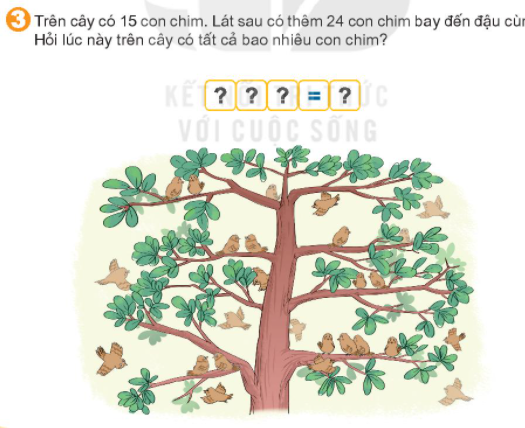 3 Trên cây có 15 con chim. Lát sau có thêm 24 con chim bay đến đậu
Hỏi lúc này trên cây có tất cả bao nhiêu con chim?
KẾT NỐI TRI THỨC
? ? ? = ?
VỚI CUỘC SỐNG